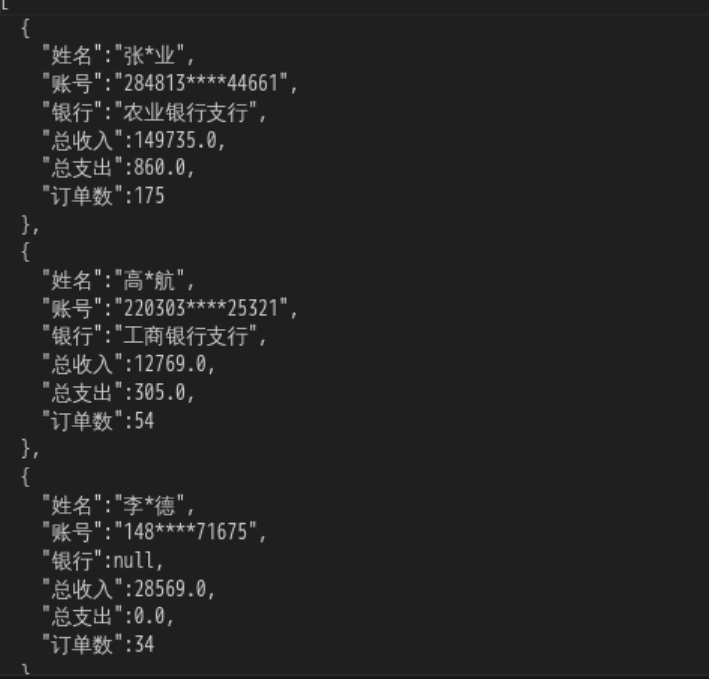 [
{
"姓名":"张*业",
"账号":"284813****44661",
"银行":"农业银行支行",
"总收入":149735.0,
"总支出":860.0,
"订单数":175
},
{
"姓名":"高*航",
"账号":"220303****25321",
"银行":"工商银行支行",
"总收入":12769.0,
"总支出":305.0,
"订单数":54
},
{
"姓名":"李*德",
"账号":"148****71675",
"银行":null,
"总收入":28569.0,
"总支出":0.0,
"订单数":34
}